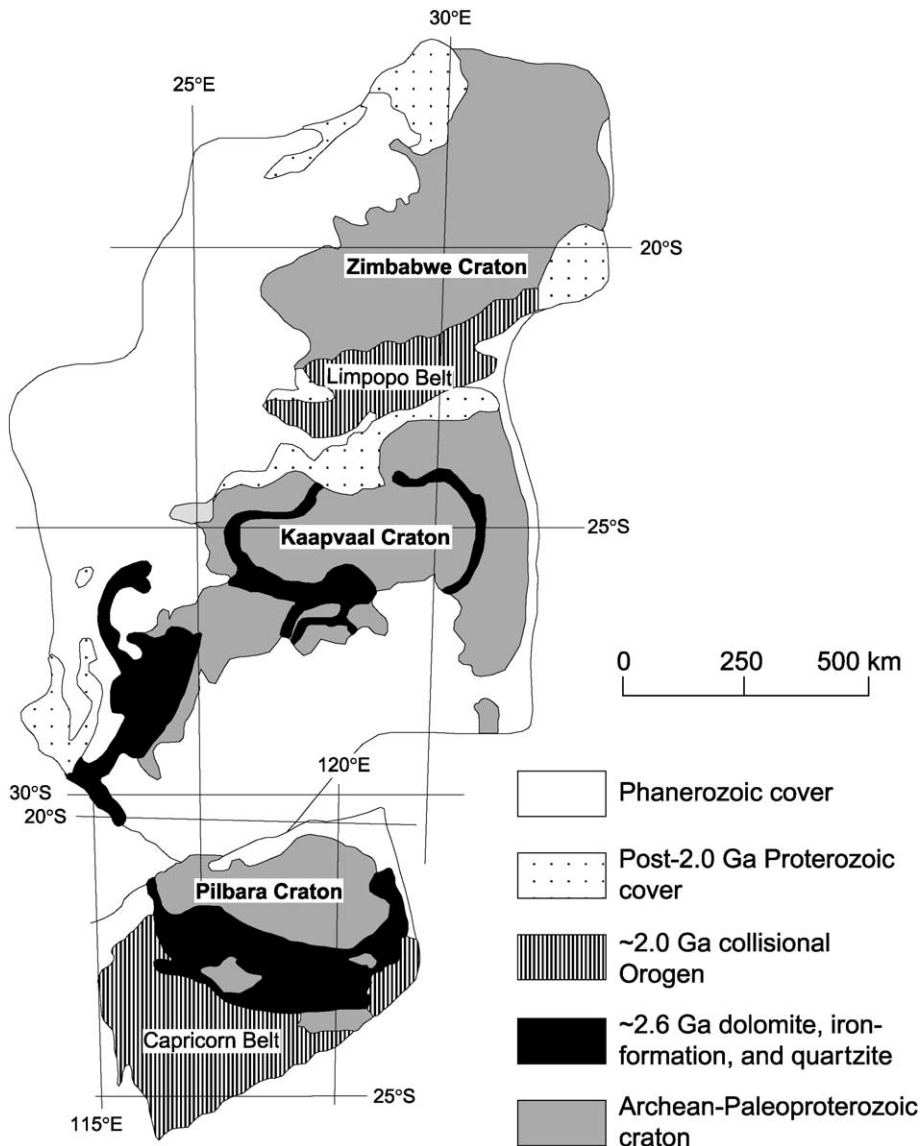 30°E
25°E
20°S
Zimbabwe Craton
Limpopo Belt
25°S
Kaapvaal Craton
0 250 500 km
120°E
30°S
20°S
Phanerozoic cover
Post-2.0 Ga Proterozoic
cover
Pilbara Craton
~2.0 Ga collisional
Orogen
~2.6 Ga dolomite, iron-
formation, and quartzite
Capricorn Belt
25°S
115°E
Archean-Paleoproterozoic
craton